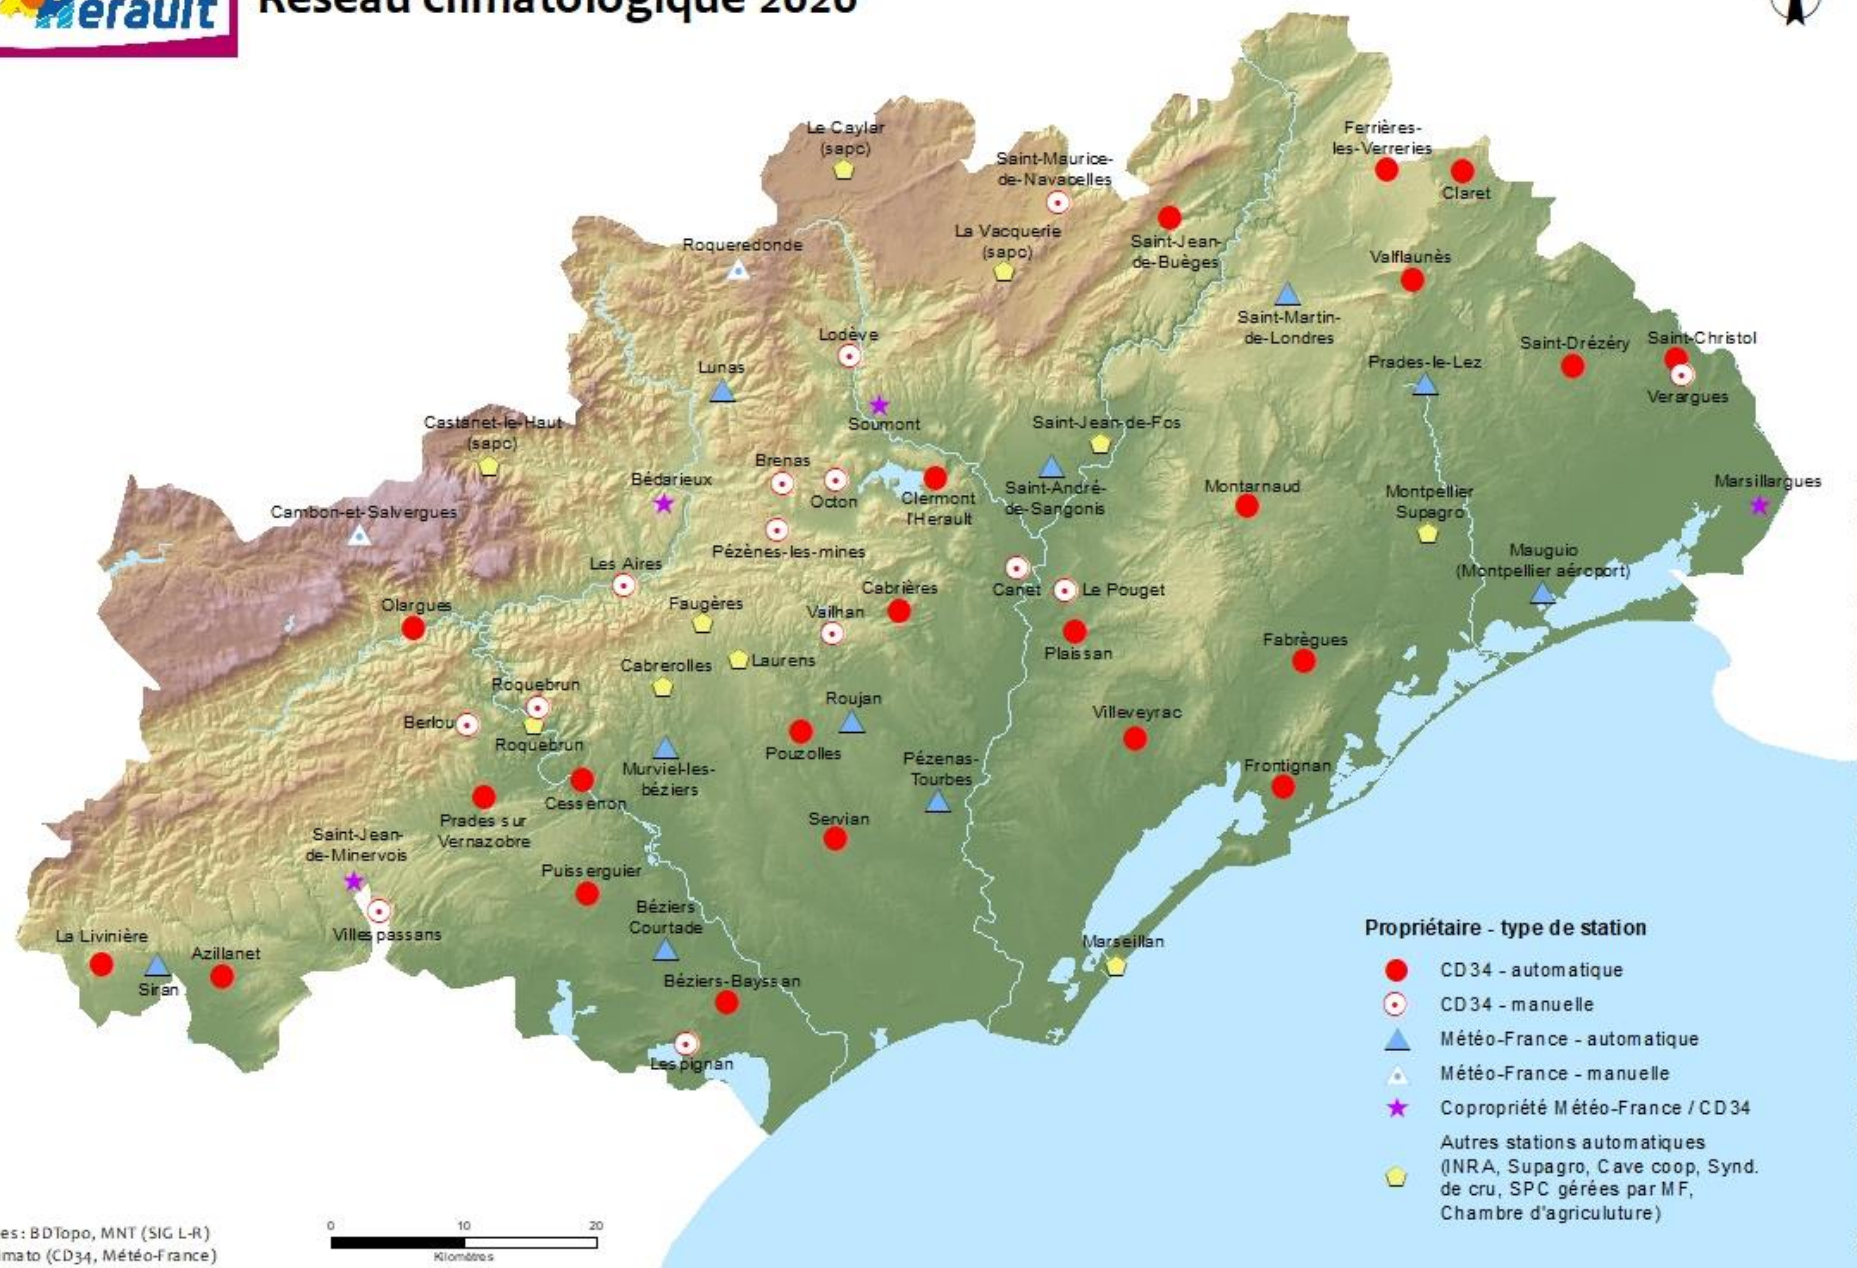 Hérault
Réseau climatologique 2020
Le Caylar
(sapc)
Ferrières-
les-Verreries
Saint-Maurice-
de-Navacelles
Claret
La Vacquerie
(sapc)
Saint-Jean-
de-Buèges
Roqueredonde
Valflaunès
Saint-Martin-
de-Londres
Lodève
Saint-Drézéry
Saint-Christol
Lunas
Prades-le-Lez
Verargues
Castanet-le-Haut
(sapc)
Soumont
Saint-Jean-de-Fos
Brenas
Bédarieux
Octon
Clermont
l'Herault
Saint-André-
de-Sangonis
Montarnaud
Montpellier
Supagro
Marsillargues
Cambon-et-Salvergues
Pézènes-les-mines
Mauguio
(Montpellier aéroport)
Les Aires
Cabrières
Canet
Le Pouget
Olargues
Faugères
Vailhan
Plaissan
Fabrègues
Cabrerolles
Laurens
Roquebrun
Berlou
Roujan
Villeveyrac
Roquebrun
Pouzolles
Murviel-les-
béziers
Pézenas-
Tourbes
Frontignan
Cessenon
Prades sur
Vernazobre
Servian
Saint-Jean-
de-Minervois
Puisserguier
Béziers
Courtade
Villespassans
La Livinière
Azillanet
Siran
Marseillan
Béziers-Bayssan
Lespignan
Propriétaire - type de station
CD34 - automatique
CD34 - manuelle
Météo-France - automatique
Météo-France - manuelle
Copropriété Météo-France / CD34
Autres stations automatiques
(INRA, Supagro, Cave coop, Synd.
de cru, SPC gérées par MF,
Chambre d'agriculuture)
0 10 20
Kilomètres
es : BDTopo, MNT (SIG L-R)
mato (CD34, Météo-France)